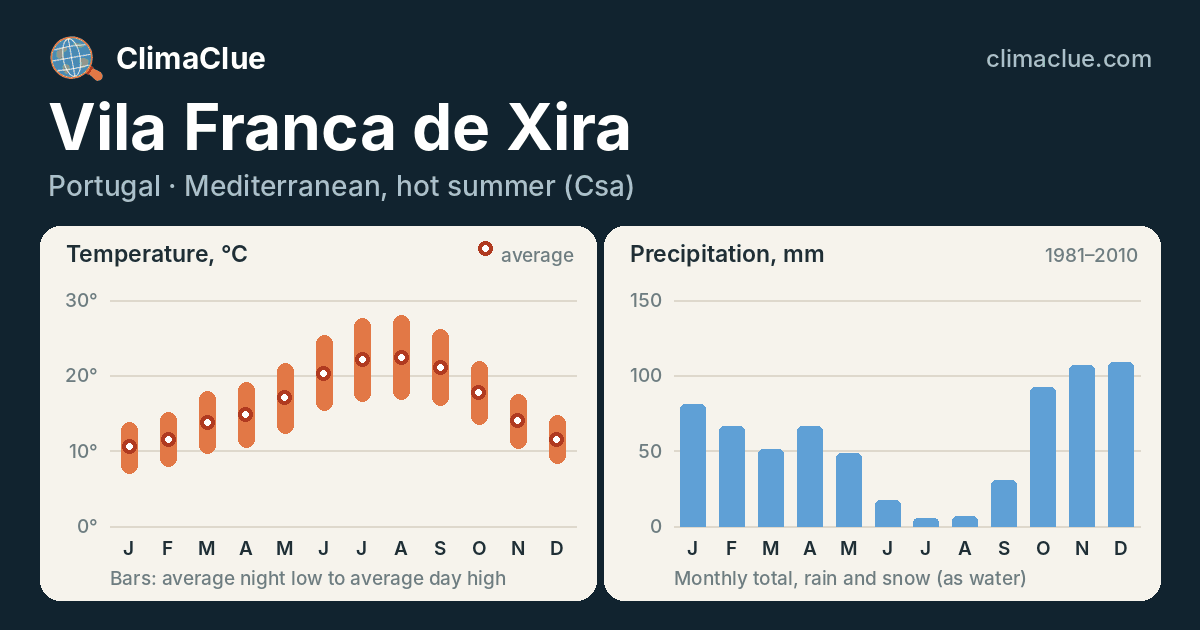 ClimaClue
climaclue.com
Vila Franca de Xira
Portugal · Mediterranean, hot summer (Csa)
Temperature, °C
average
30°
20°
10°
0°
J F M A M J J A S O N D
Bars: average night low to average day high
Precipitation, mm
1981–2010
150
100
50
0
J F M A M J J A S O N D
Monthly total, rain and snow (as water)